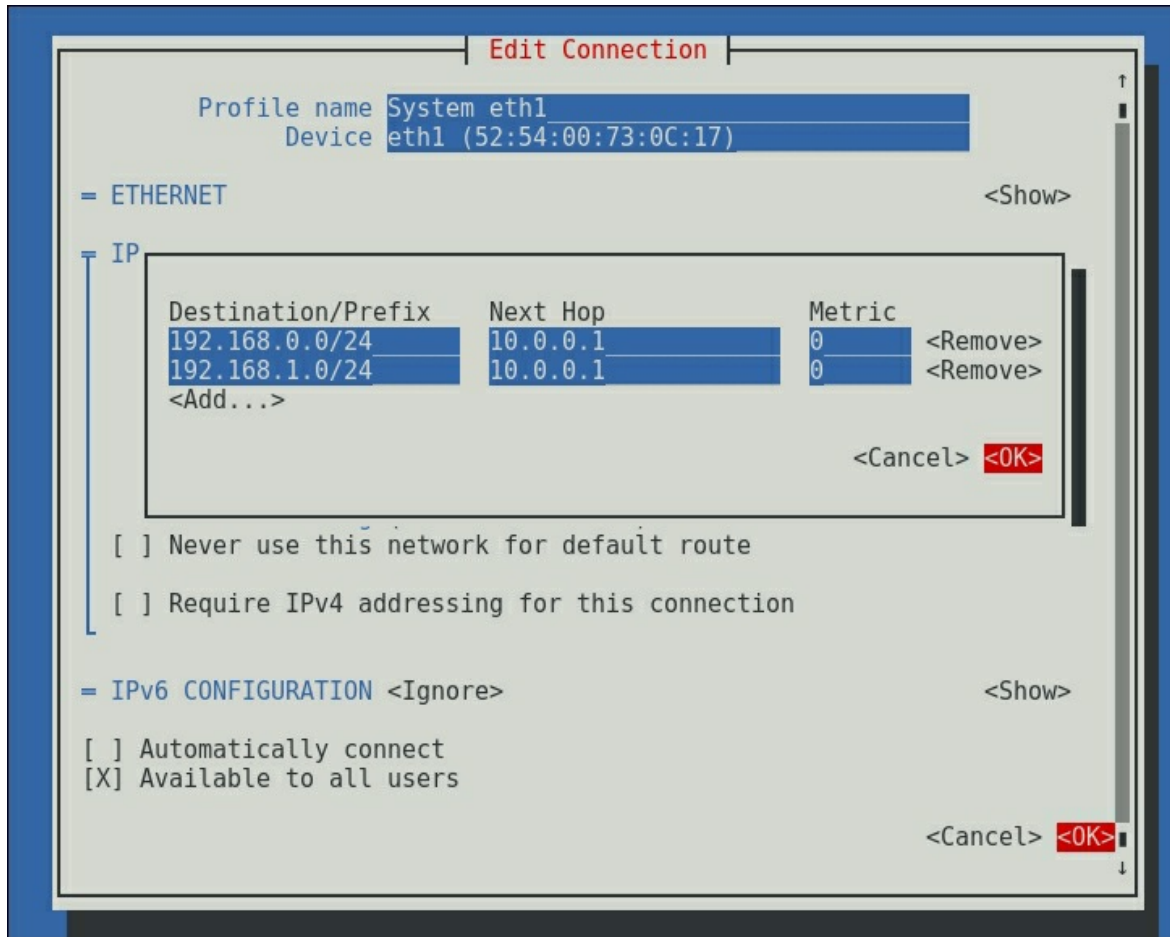 Edit Connection
Profile name System eth1
Device eth1 (52:54:00:73:0C:17)
= ETHERNET <Show>
= IP
Destination/Prefix Next Hop Metric
192.168.0.0/24 10.0.0.1 0 <Remove>
192.168.1.0/24 10.0.0.1 0 <Remove>
<Add...>
<Cancel> <OK>
[ ] Never use this network for default route
[ ] Require IPv4 addressing for this connection
= IPv6 CONFIGURATION <Ignore> <Show>
[ ] Automatically connect
[X] Available to all users
<Cancel> <OK>